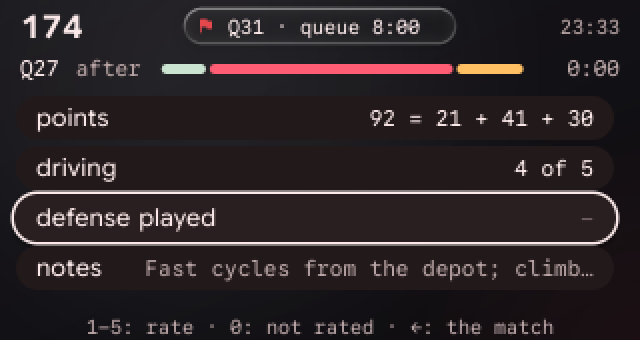 174 Q31 · queue 8:00 23:33
Q27 after 0:00
points 92 = 21 + 41 + 30
driving 4 of 5
defense played –
notes Fast cycles from the depot; climb…
1–5: rate · 0: not rated · ←: the match